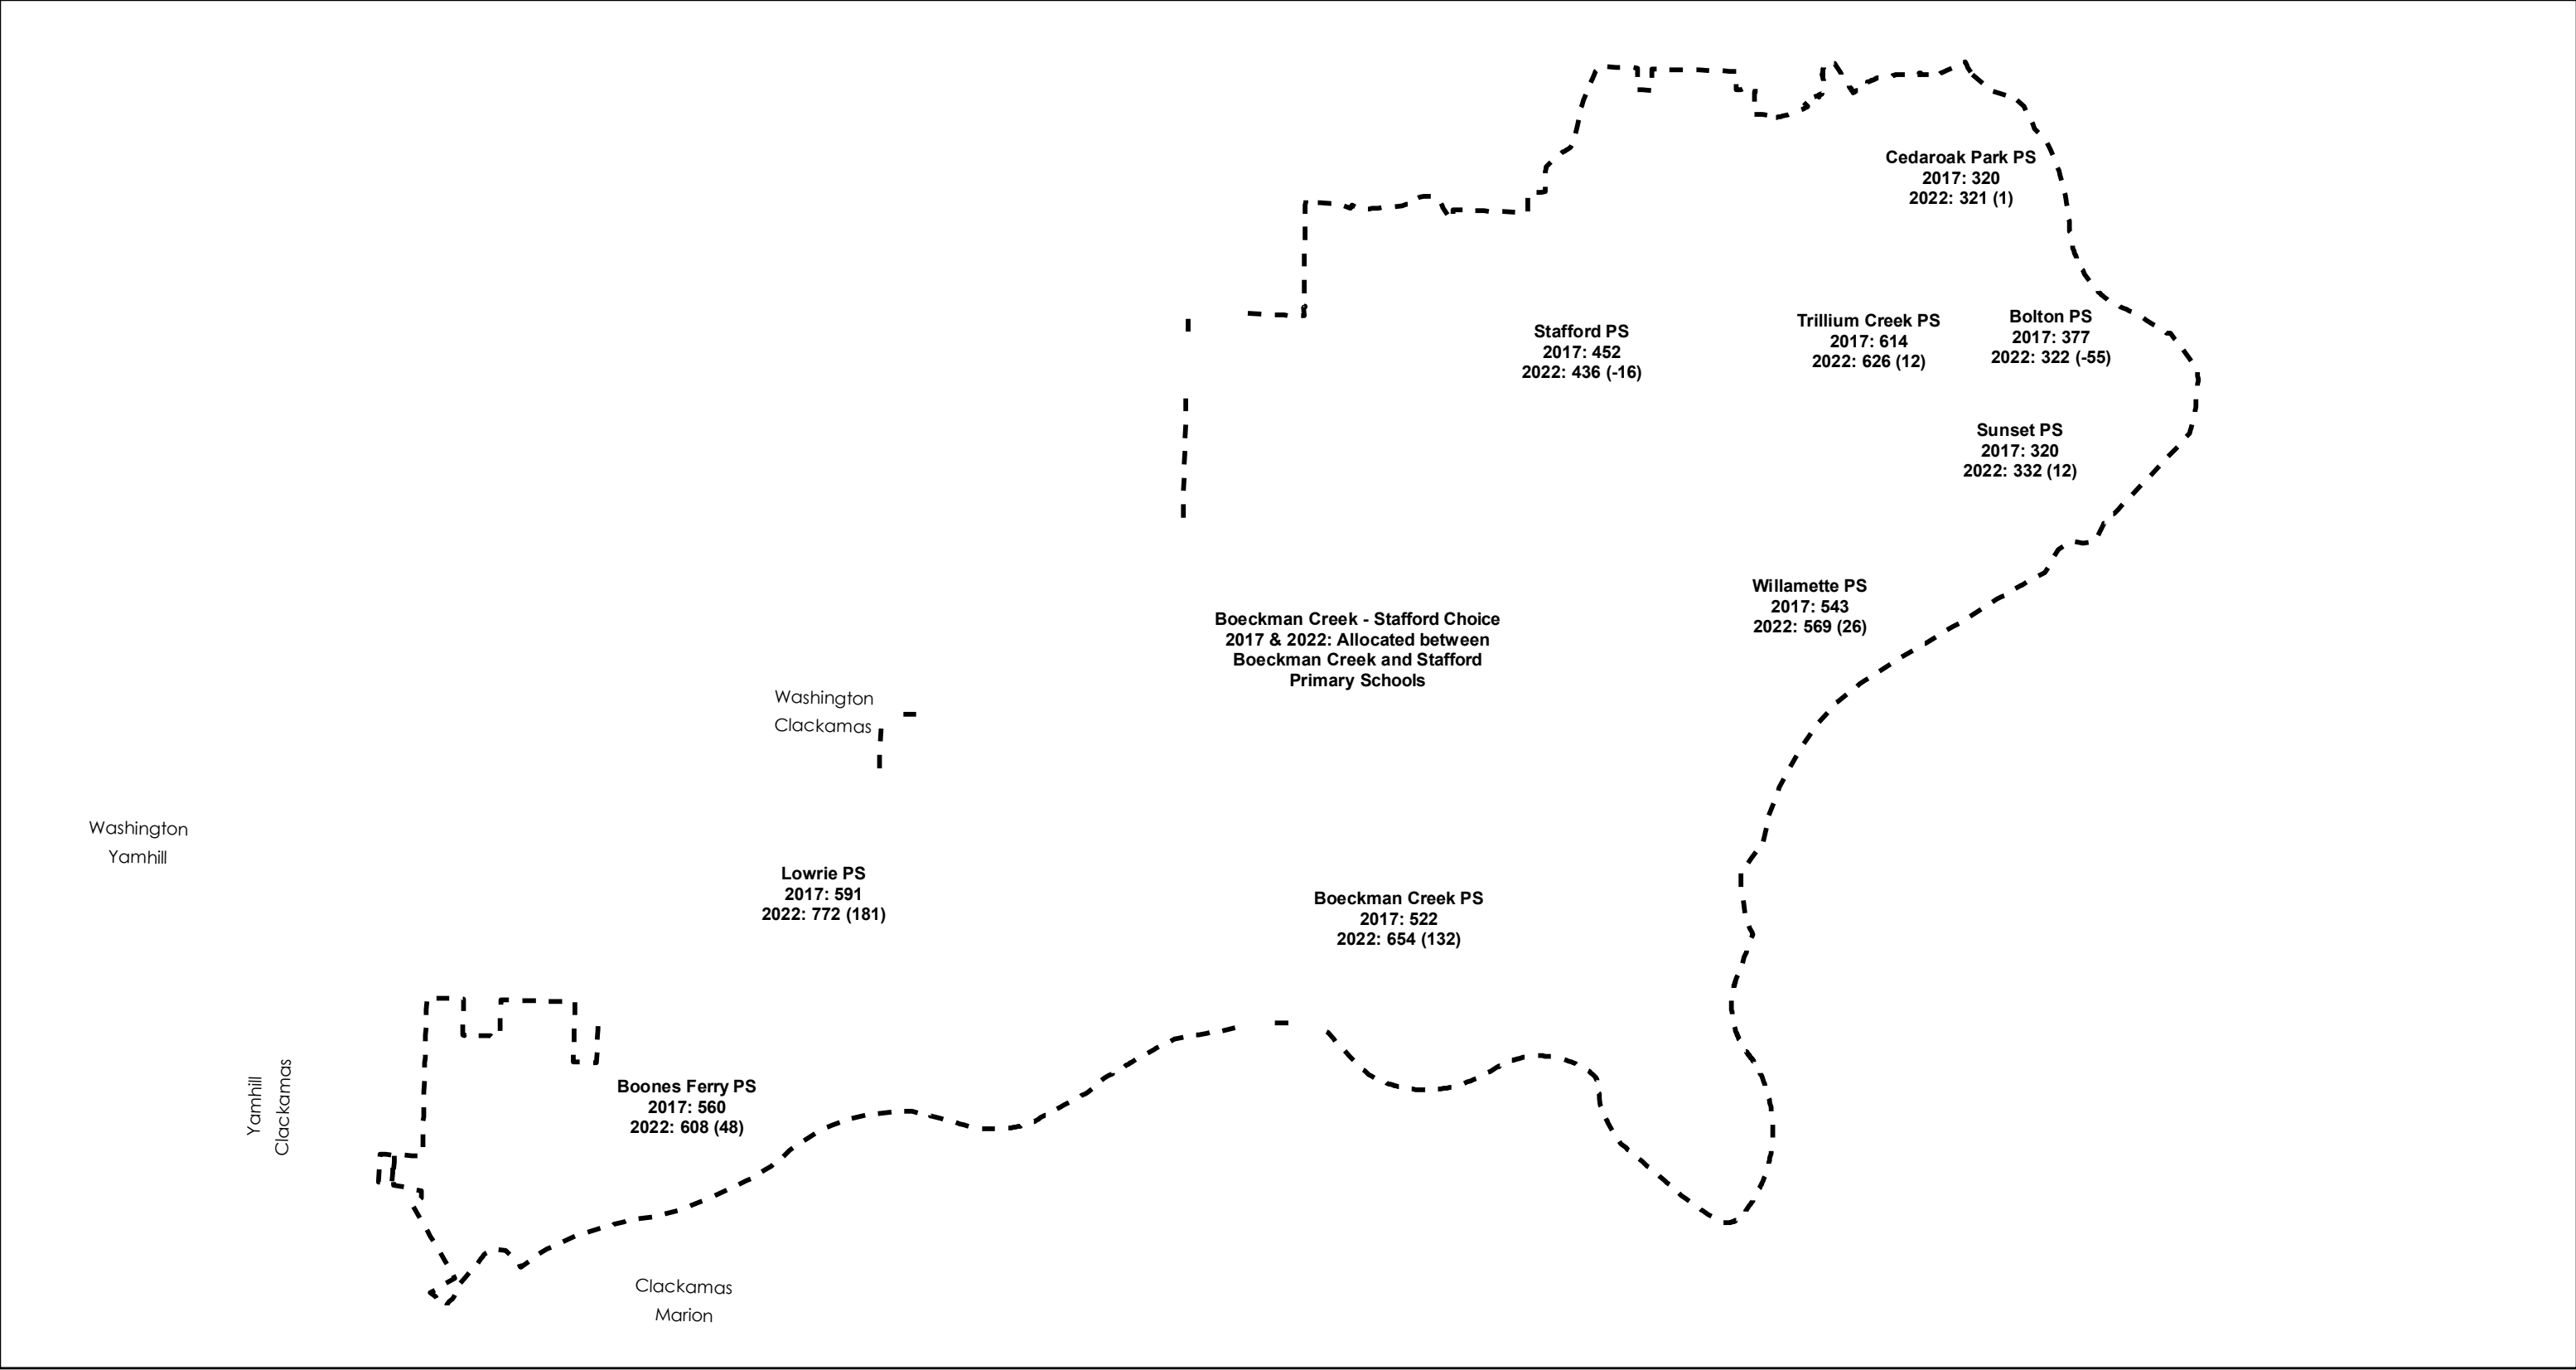 Cedaroak Park PS
2017: 320
2022: 321 (1)
Stafford PS
2017: 452
2022: 436 (-16)
Trillium Creek PS
2017: 614
2022: 626 (12)
Bolton PS
2017: 377
2022: 322 (-55)
Sunset PS
2017: 320
2022: 332 (12)
Willamette PS
2017: 543
2022: 569 (26)
Boeckman Creek - Stafford Choice
2017 & 2022: Allocated between
Boeckman Creek and Stafford
Primary Schools
Washington
Clackamas
Washington
Yamhill
Lowrie PS
2017: 591
2022: 772 (181)
Boeckman Creek PS
2017: 522
2022: 654 (132)
Yamhill
Clackamas
Boones Ferry PS
2017: 560
2022: 608 (48)
Clackamas
Marion